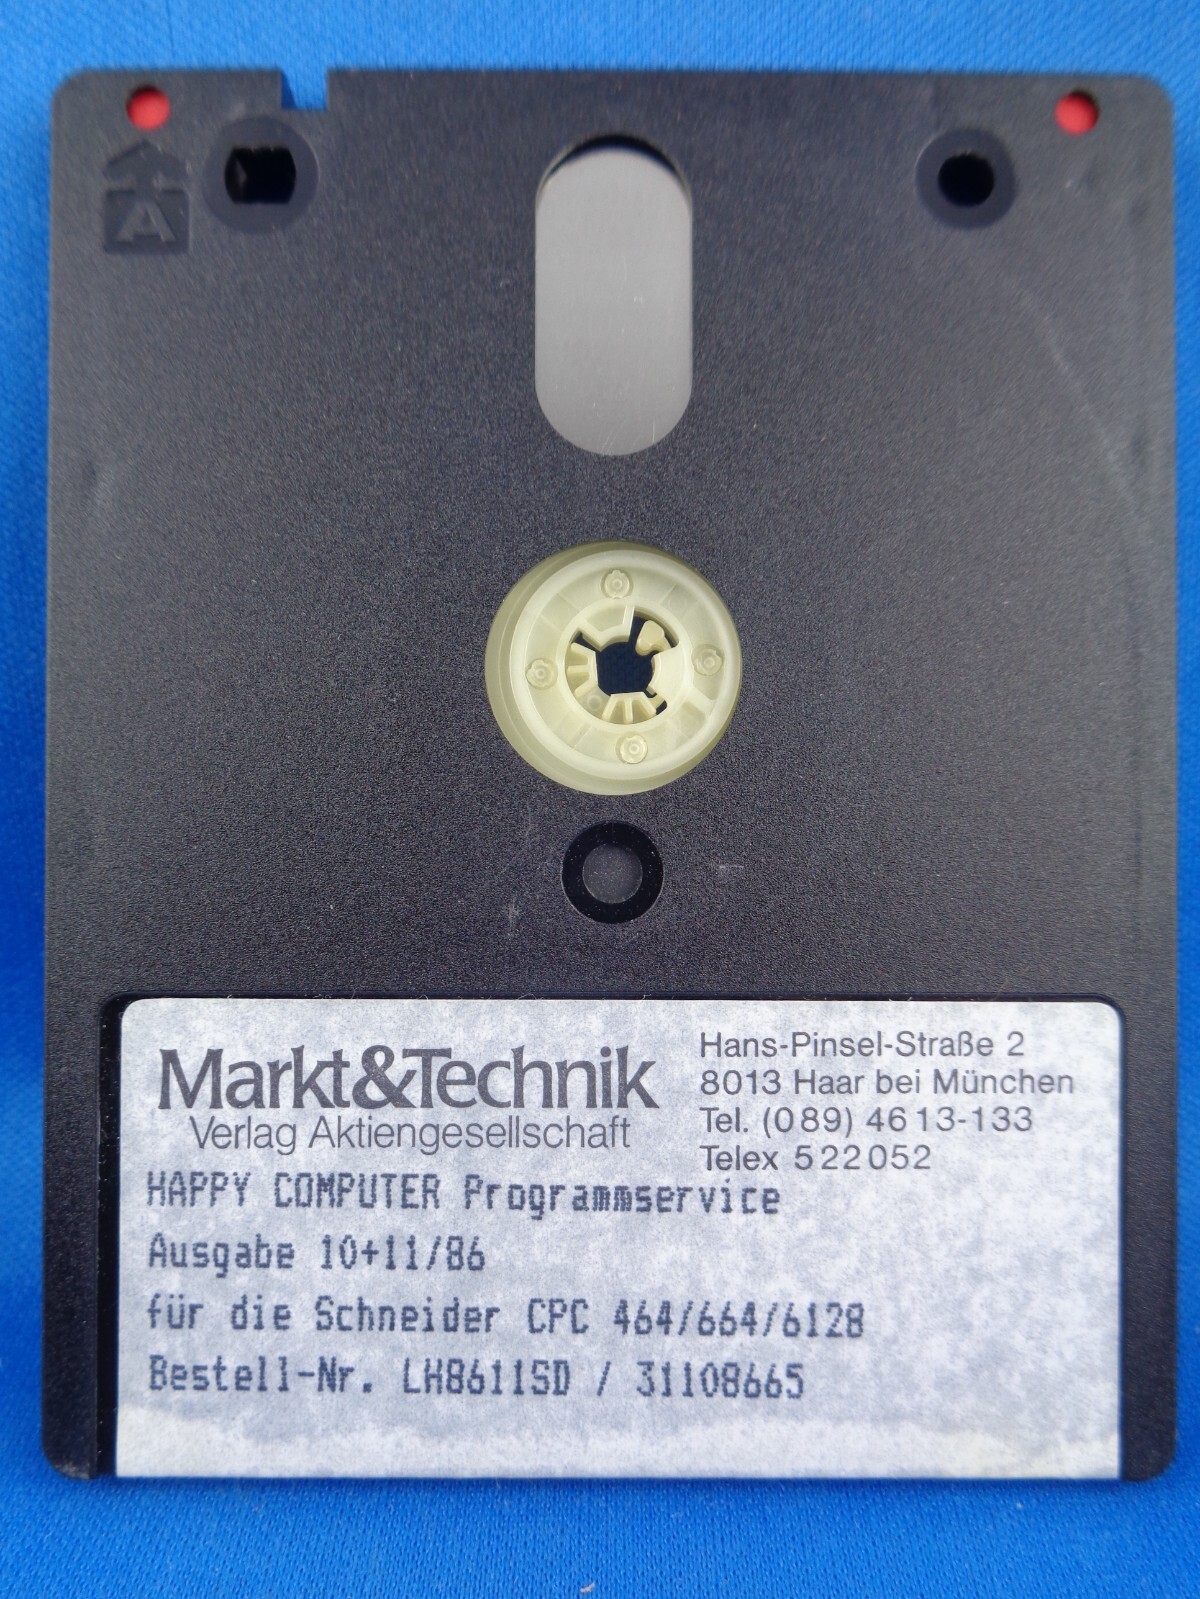 A
Markt&Technik
Verlag Aktiengesellschaft
Hans-Pinsel-Straße 2
8013 Haar bei München
Tel. (089) 4613-133
Telex 522052
HAPPY COMPUTER Programmservice
Ausgabe 10+11/86
für die Schneider CPC 464/664/6128
Bestell-Nr. LH8611SD / 31108665